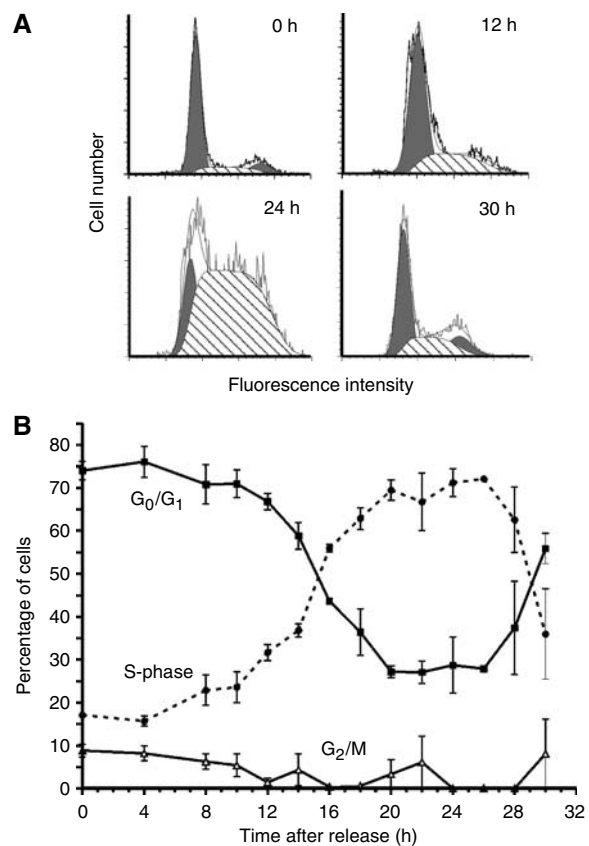 A
0 h
12 h
24 h
30 h
Cell number
Fluorescence intensity
B
80
70
60
50
40
30
20
10
0
G0/G1
S-phase
G2/M
Percentage of cells
0 4 8 12 16 20 24 28 32
Time after release (h)